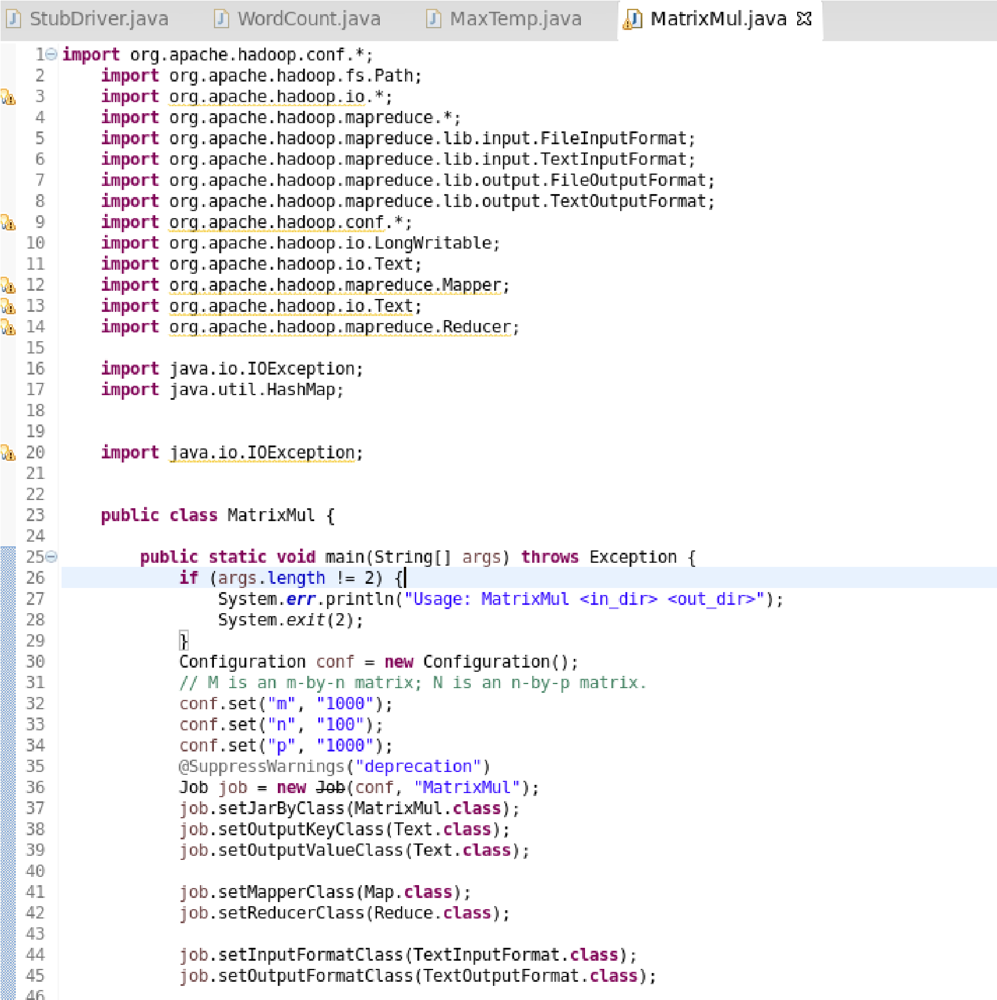 StubDriver.java WordCount.java MaxTemp.java MatrixMul.java
1 import org.apache.hadoop.conf.*;
2 import org.apache.hadoop.fs.Path;
3 import org.apache.hadoop.io.*;
4 import org.apache.hadoop.mapreduce.*;
5 import org.apache.hadoop.mapreduce.lib.input.FileInputFormat;
6 import org.apache.hadoop.mapreduce.lib.input.TextInputFormat;
7 import org.apache.hadoop.mapreduce.lib.output.FileOutputFormat;
8 import org.apache.hadoop.mapreduce.lib.output.TextOutputFormat;
9 import org.apache.hadoop.conf.*;
10 import org.apache.hadoop.io.LongWritable;
11 import org.apache.hadoop.io.Text;
12 import org.apache.hadoop.mapreduce.Mapper;
13 import org.apache.hadoop.io.Text;
14 import org.apache.hadoop.mapreduce.Reducer;
15
16 import java.io.IOException;
17 import java.util.HashMap;
18
19
20 import java.io.IOException;
21
22
23 public class MatrixMul {
24
25 public static void main(String[] args) throws Exception {
26 if (args.length != 2) {
27 System.err.println("Usage: MatrixMul <in_dir> <out_dir>");
28 System.exit(2);
29 }
30 Configuration conf = new Configuration();
31 // M is an m-by-n matrix; N is an n-by-p matrix.
32 conf.set("m", "1000");
33 conf.set("n", "100");
34 conf.set("p", "1000");
35 @SuppressWarnings("deprecation")
36 Job job = new Job(conf, "MatrixMul");
37 job.setJarByClass(MatrixMul.class);
38 job.setOutputKeyClass(Text.class);
39 job.setOutputValueClass(Text.class);
40
41 job.setMapperClass(Map.class);
42 job.setReducerClass(Reduce.class);
43
44 job.setInputFormatClass(TextInputFormat.class);
45 job.setOutputFormatClass(TextOutputFormat.class);
46